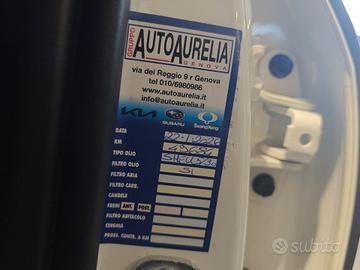 GRUPPO
AUTOAURELIA
GENOVA
via dei Reggio 9 r Genova
tel 010/6980986
www.autoaurelia.it
info@autoaurelia.it
KIA SUBARU SsangYong
DATA
KM
TIPO OLIO
FILTRO OLIO SI
FILTRO ARIA
FILTRO CARB.
CANDELE
FRENI ANT. POST.
FILTRO ABITACOLO
CINGHIA
PROSS. CONTR. A KM
subito